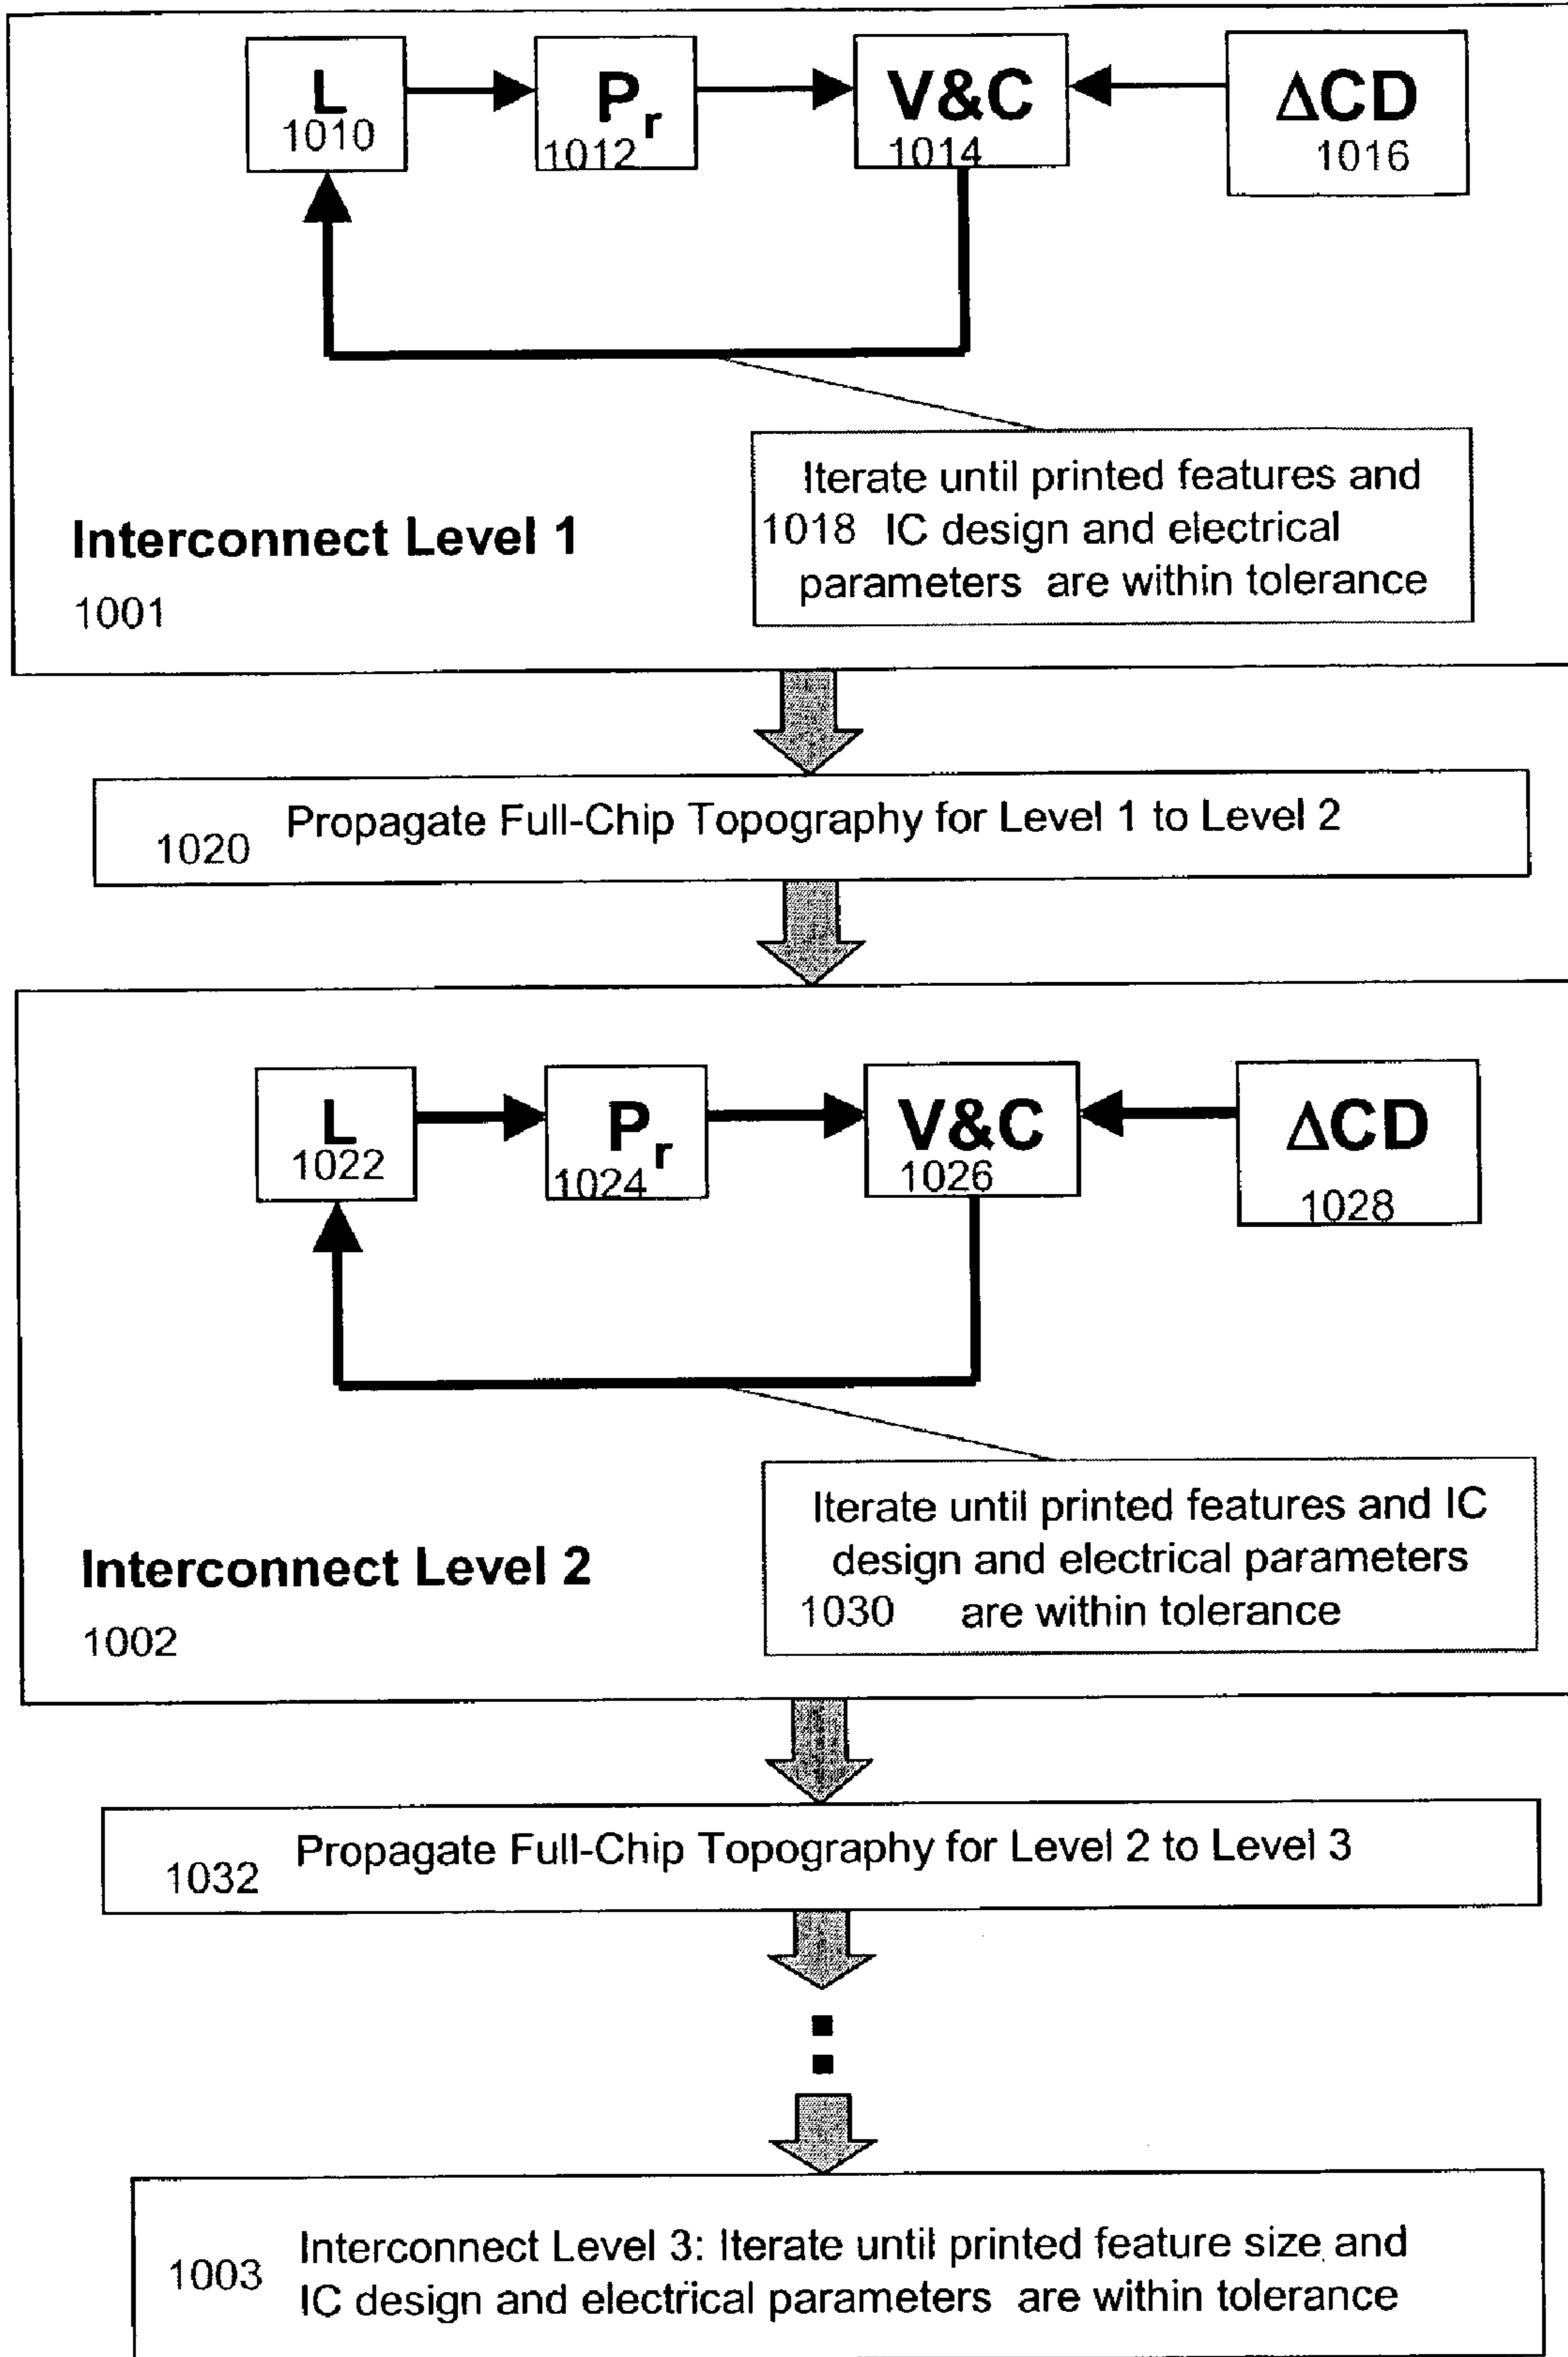 L
1010
Pr
1012
V&C
1014
ΔCD
1016
Iterate until printed features and
1018 IC design and electrical
parameters are within tolerance
Interconnect Level 1
1001
Propagate Full-Chip Topography for Level 1 to Level 2
1020
L
1022
Pr
1024
V&C
1026
ΔCD
1028
Iterate until printed features and IC
design and electrical parameters
1030 are within tolerance
Interconnect Level 2
1002
Propagate Full-Chip Topography for Level 2 to Level 3
1032
1003
Interconnect Level 3: Iterate until printed feature size and
IC design and electrical parameters are within tolerance